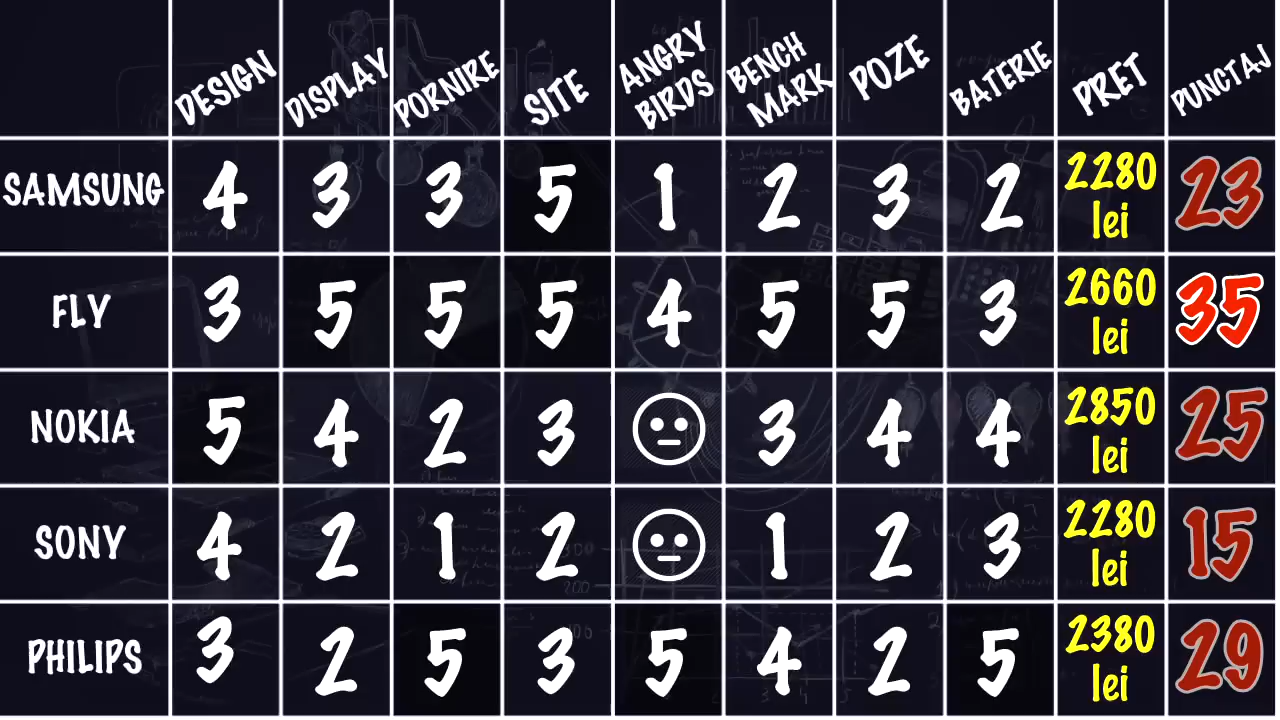 DESIGN DISPLAY PORNIRE SITE ANGRY BIRDS BENCH MARK POZE BATERIE PRET PUNCTAJ
SAMSUNG 4 3 3 5 1 2 3 2 2280 lei 23
FLY 3 5 5 5 4 5 5 3 2660 lei 35
NOKIA 5 4 2 3 3 4 4 2850 lei 25
SONY 4 2 1 2 1 2 3 2280 lei 15
PHILIPS 3 2 5 3 5 4 2 5 2380 lei 29